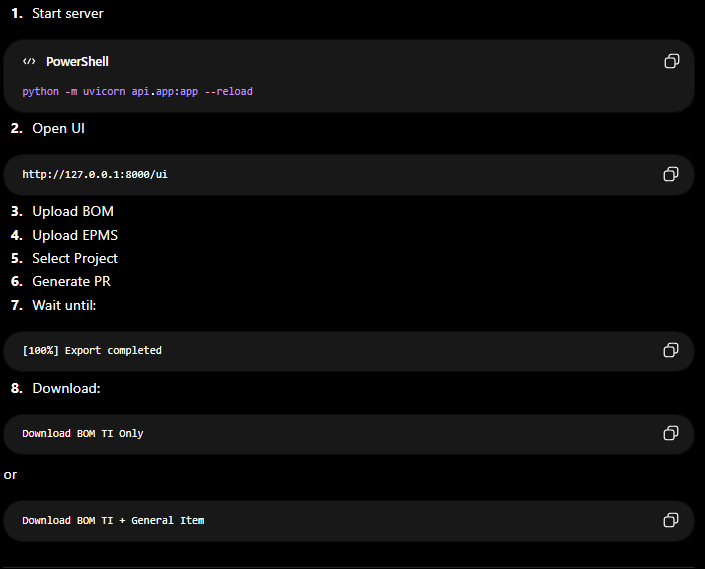 1. Start server
PowerShell
python -m uvicorn api.app:app --reload
2. Open UI
http://127.0.0.1:8000/ui
3. Upload BOM
4. Upload EPMS
5. Select Project
6. Generate PR
7. Wait until:
[100%] Export completed
8. Download:
Download BOM TI Only
or
Download BOM TI + General Item